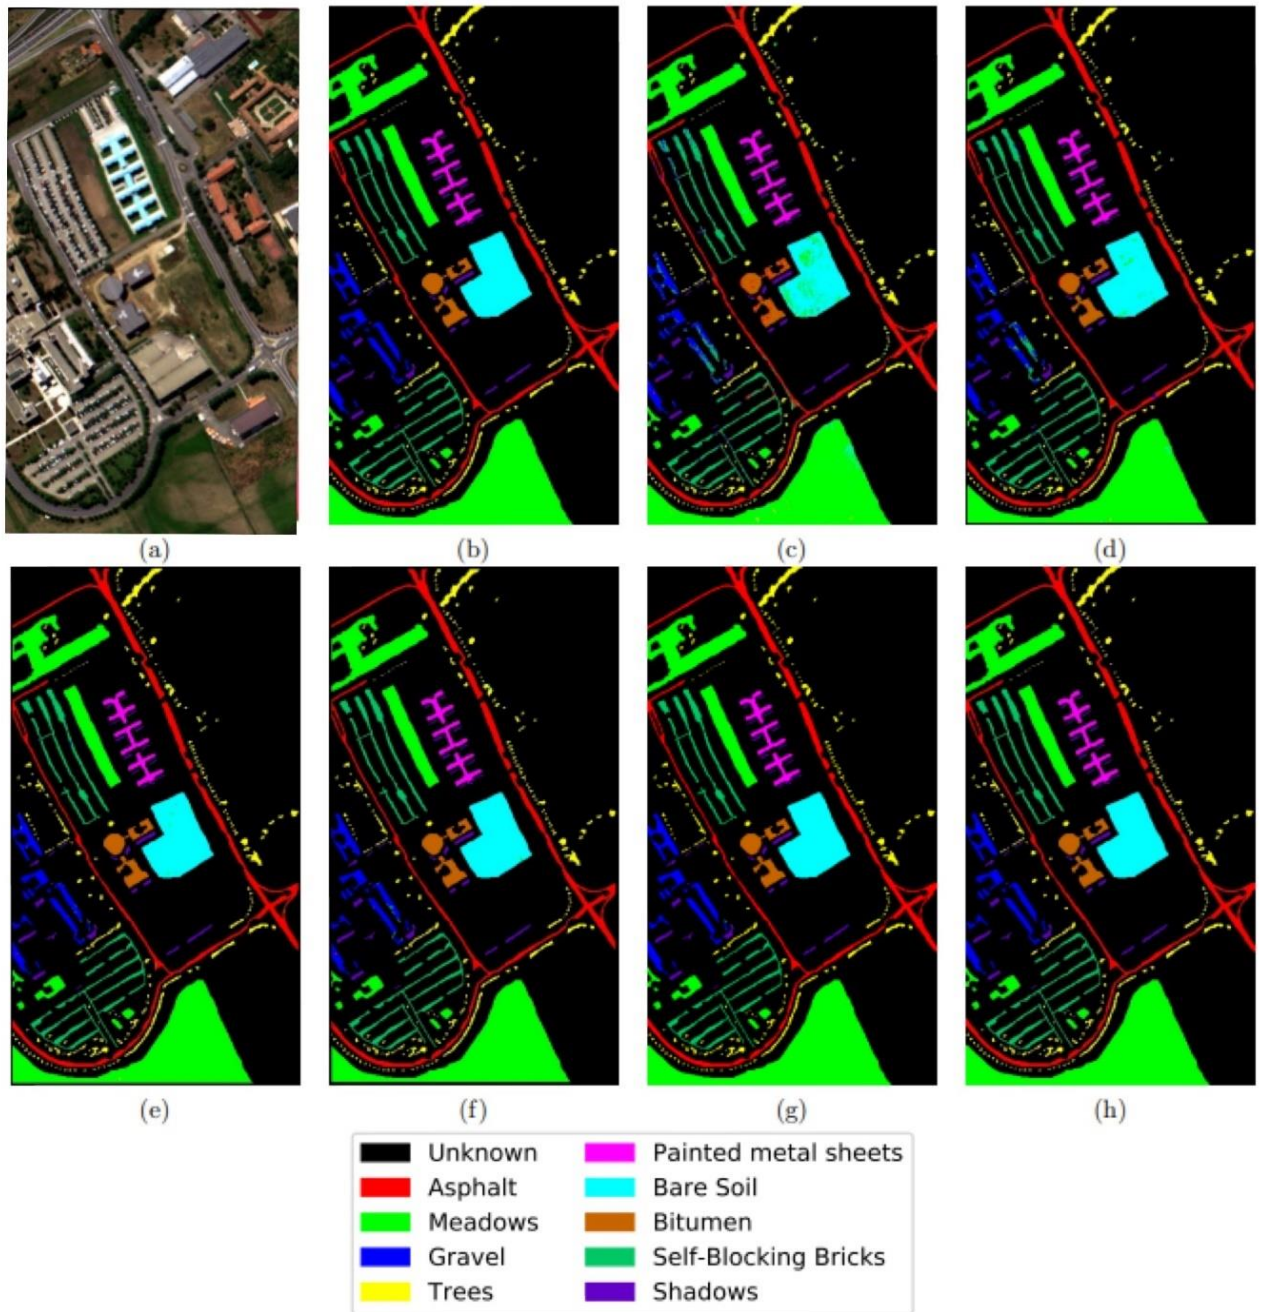 (a) (b) (c) (d)
(e) (f) (g) (h)
Unknown Painted metal sheets
Asphalt Bare Soil
Meadows Bitumen
Gravel Self-Blocking Bricks
Trees Shadows